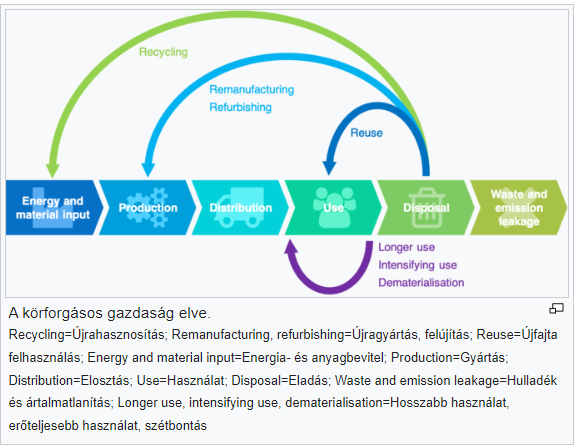 Recycling
Remanufacturing
Refurbishing
Reuse
Energy and
material input
Production
Distribution
Use
Disposal
Waste and
emission
leakage
Longer use
Intensifying use
Dematerialisation
A körforgásos gazdaság elve.
Recycling=Újrahasznosítás; Remanufacturing, refurbishing=Újragyártás, felújítás; Reuse=Újfajta
felhasználás; Energy and material input=Energia- és anyagbevitel; Production=Gyártás;
Distribution=Elosztás; Use=Használat; Disposal=Eladás; Waste and emission leakage=Hulladék
és ártalmatlanítás; Longer use, intensifying use, dematerialisation=Hosszabb használat,
erőteljesebb használat, szétbontás